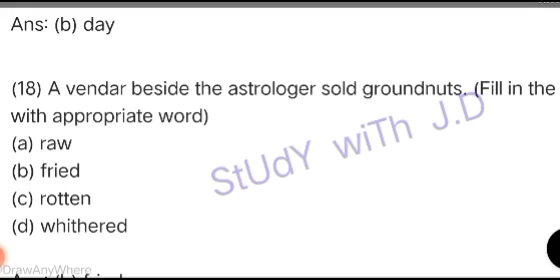 Ans: (b) day
(18) A vendar beside the astrologer sold groundnuts. (Fill in the
with appropriate word)
(a) raw
(b) fried
(c) rotten
(d) whithered
StUdY wiTh J.D
DrawAnyWhere